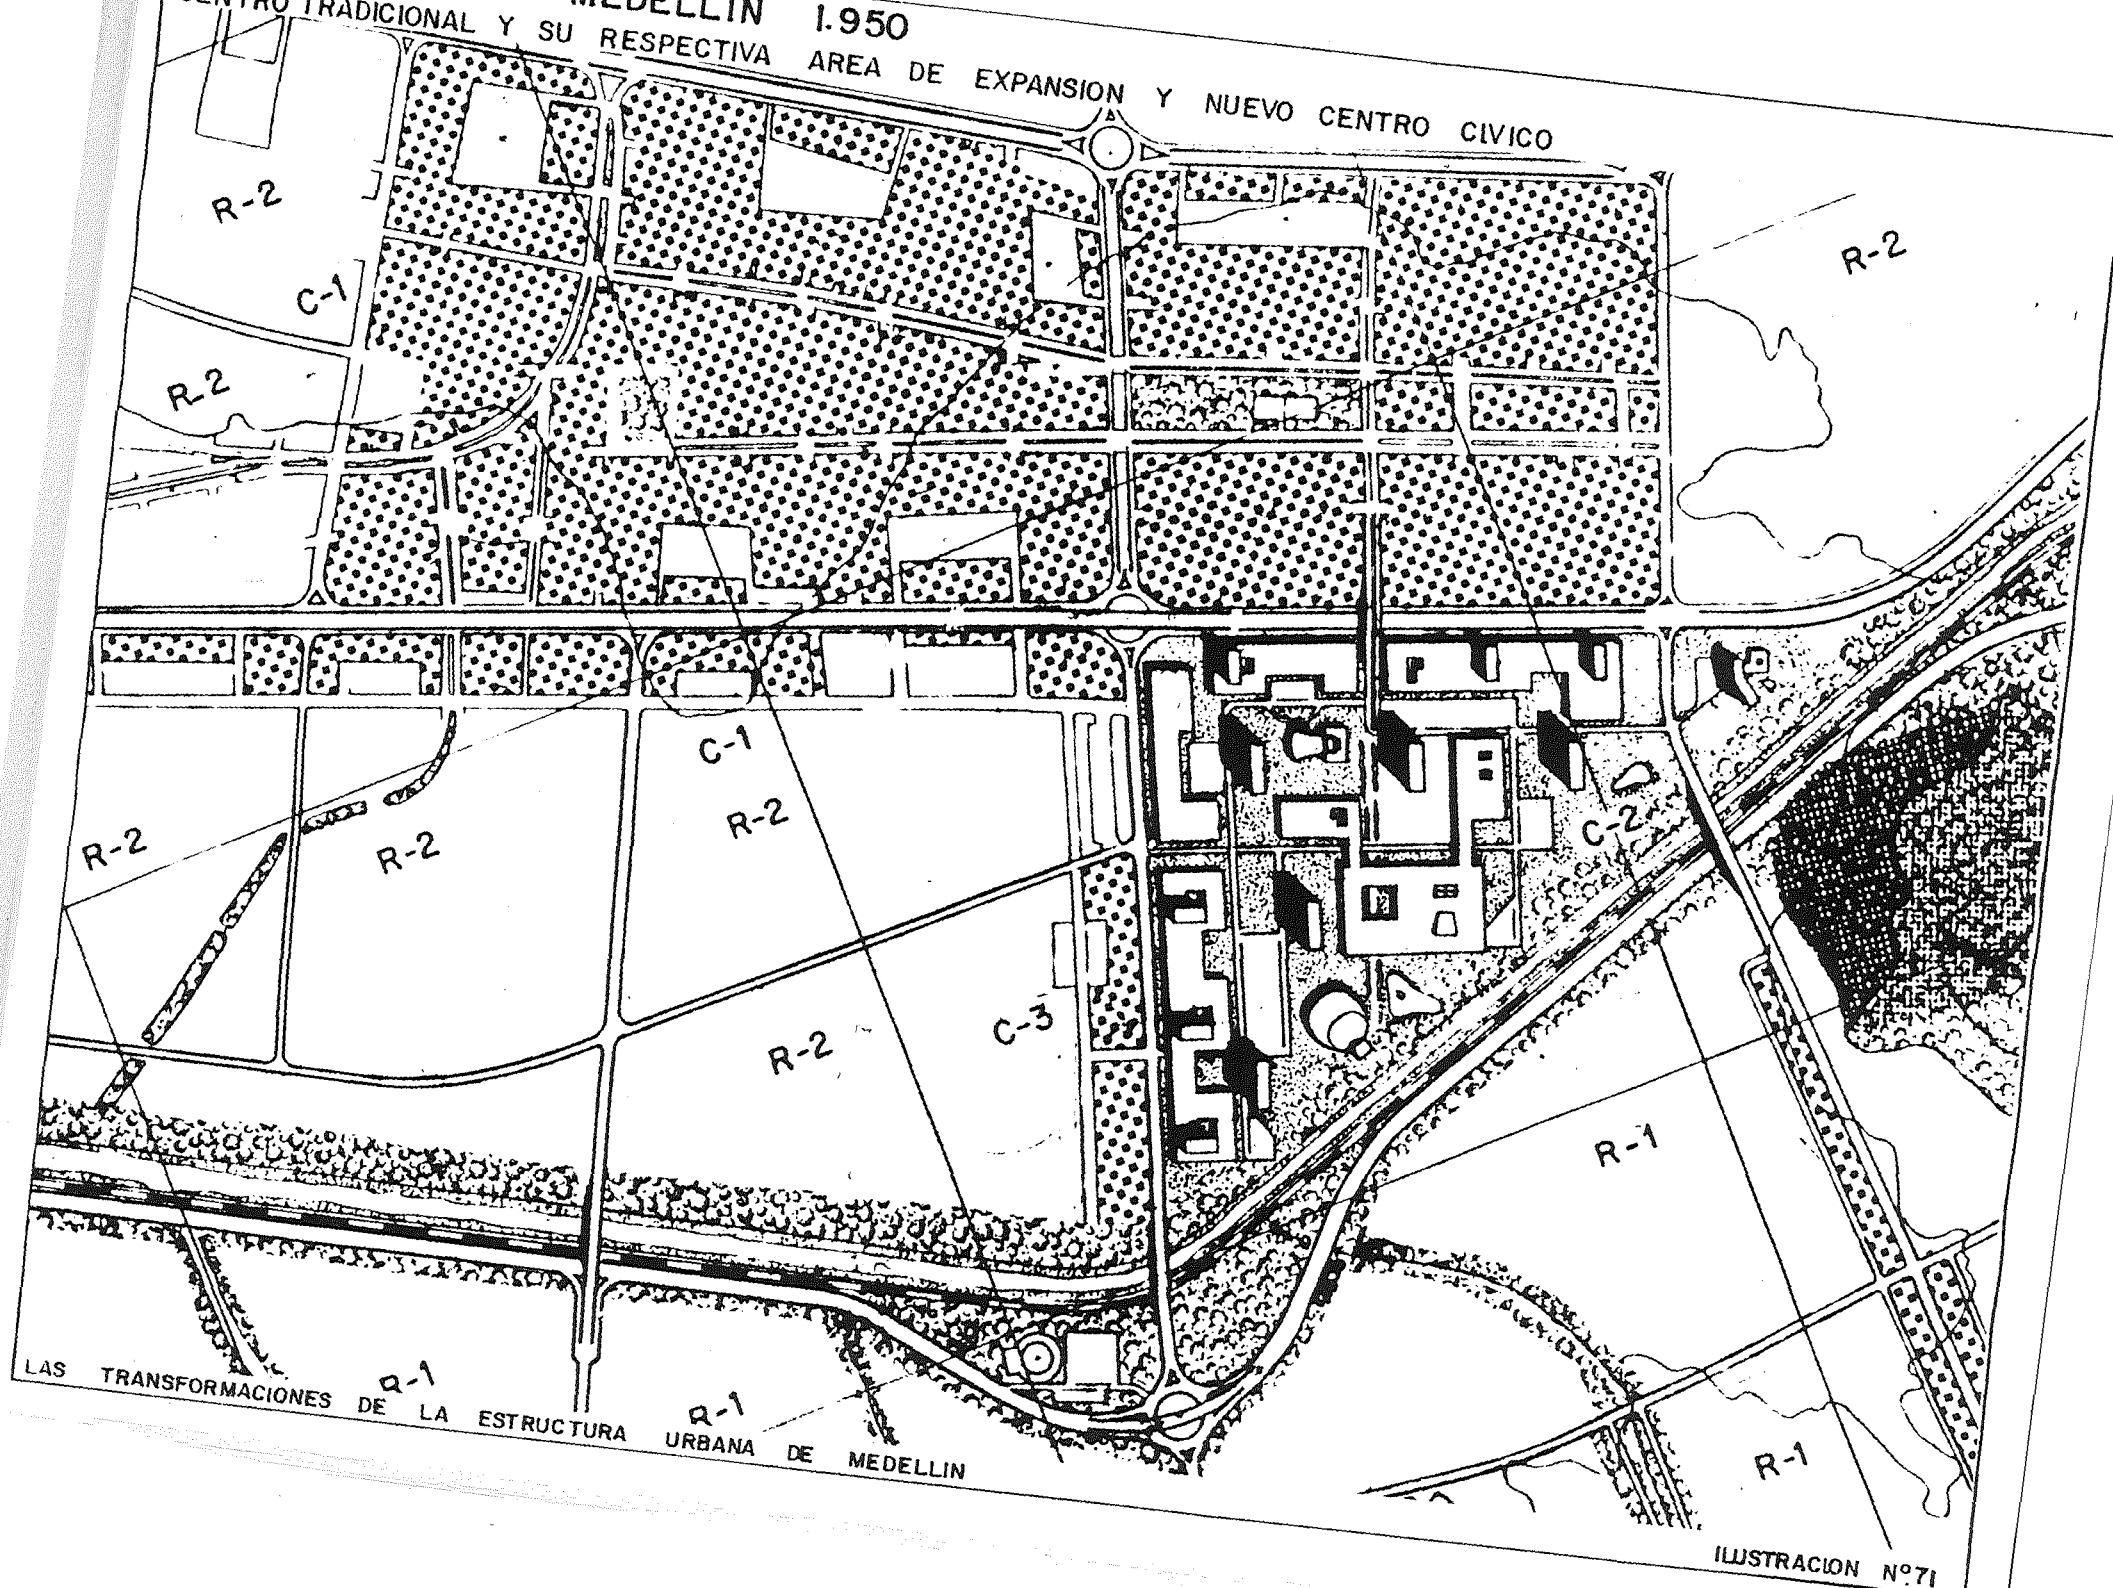 MEDELLIN 1.950
CENTRO TRADICIONAL Y SU RESPECTIVA AREA DE EXPANSION Y NUEVO CENTRO CIVICO
R-2
R-2
C-1
R-2
C-1
R-2
C-2
R-2
R-2
C-3
R-2
R-1
R-1
R-1
R-1
LAS TRANSFORMACIONES DE LA ESTRUCTURA URBANA DE MEDELLIN
ILUSTRACION Nº71